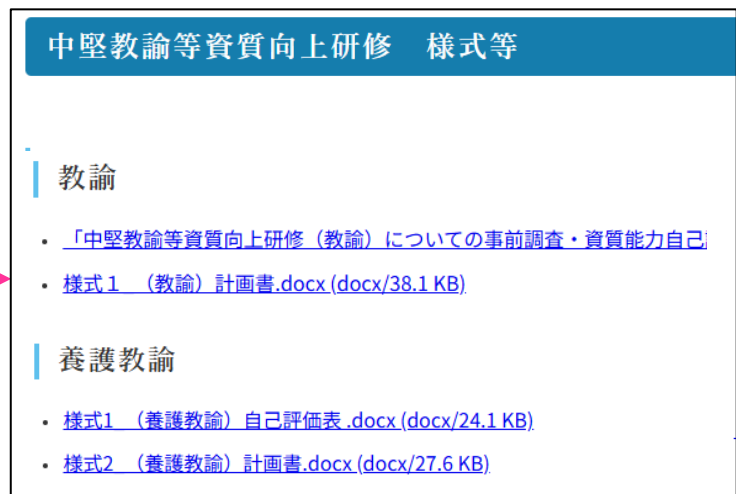 中堅教諭等資質向上研修　様式等
教諭
「中堅教諭等資質向上研修（教諭）についての事前調査・資質能力自己
様式１_（教諭）計画書.docx (docx/38.1 KB)
養護教諭
様式1_（養護教諭）自己評価表 .docx (docx/24.1 KB)
様式2_（養護教諭）計画書.docx (docx/27.6 KB)